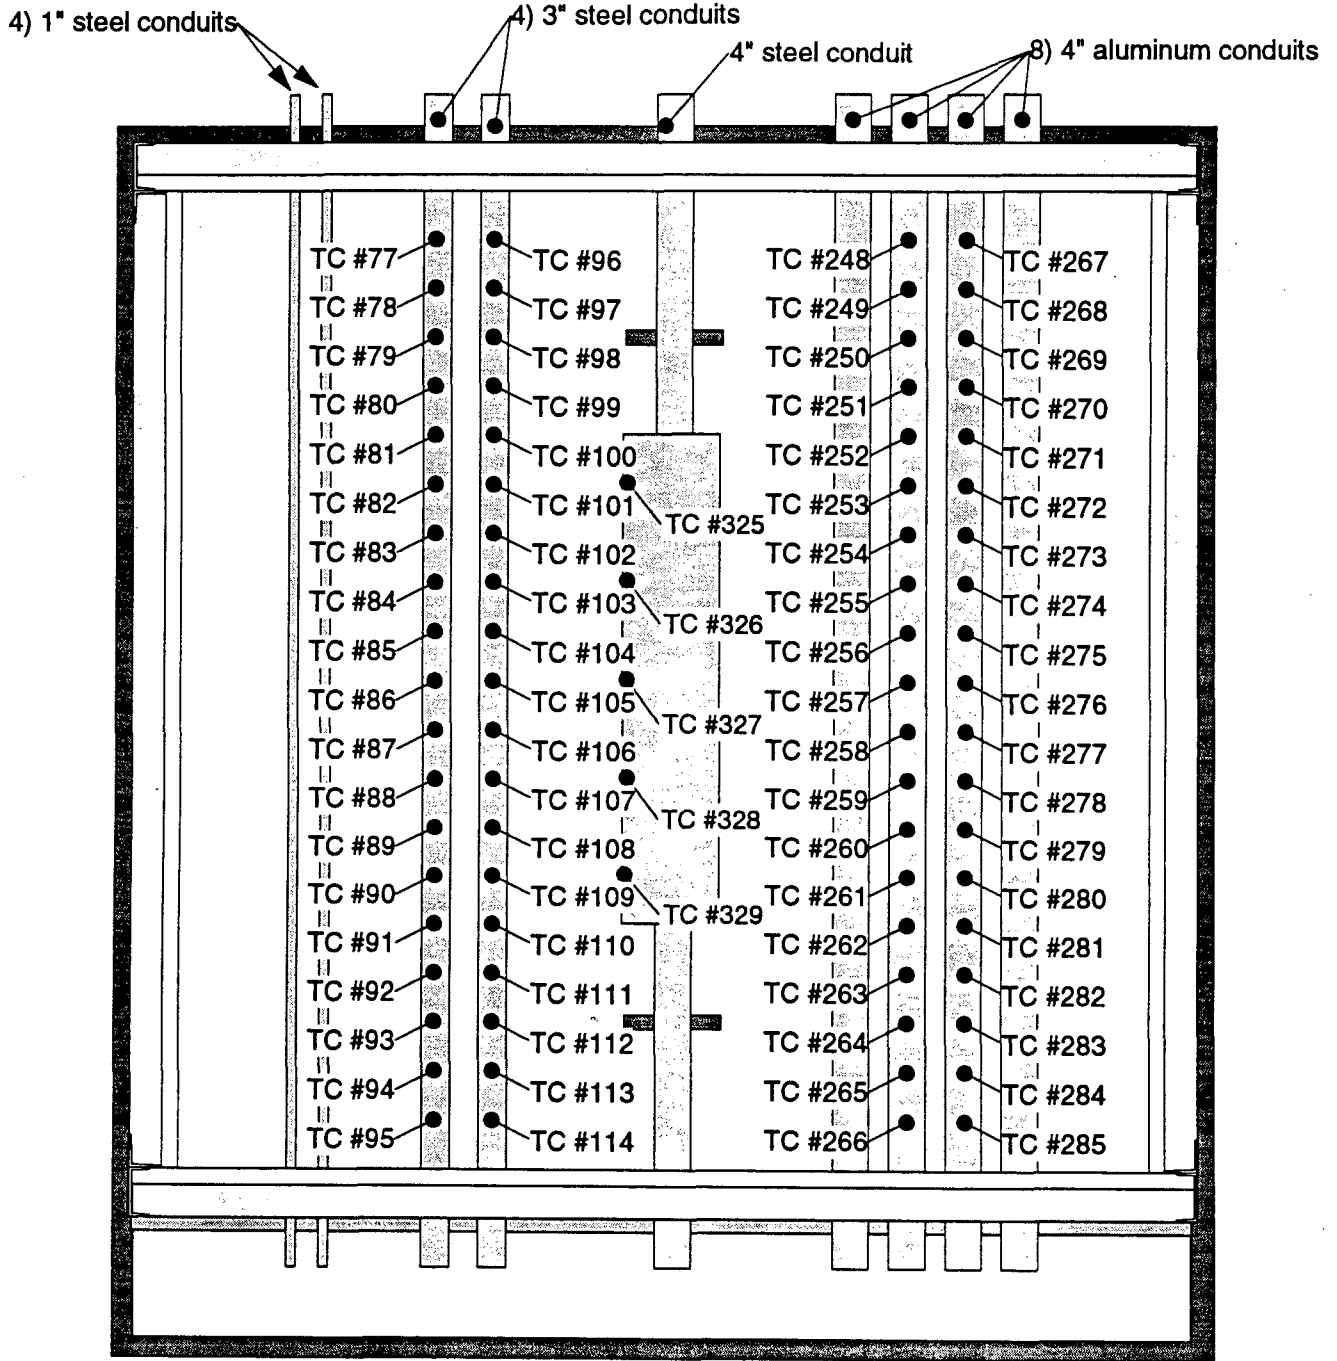 4) 1" steel conduits
4) 3" steel conduits
4" steel conduit
8) 4" aluminum conduits
TC #77
TC #78
TC #79
TC #80
TC #81
TC #82
TC #83
TC #84
TC #85
TC #86
TC #87
TC #88
TC #89
TC #90
TC #91
TC #92
TC #93
TC #94
TC #95
TC #96
TC #97
TC #98
TC #99
TC #100
TC #101
TC #102
TC #103
TC #104
TC #105
TC #106
TC #107
TC #108
TC #109
TC #110
TC #111
TC #112
TC #113
TC #114
TC #325
TC #326
TC #327
TC #328
TC #329
TC #248
TC #249
TC #250
TC #251
TC #252
TC #253
TC #254
TC #255
TC #256
TC #257
TC #258
TC #259
TC #260
TC #261
TC #262
TC #263
TC #264
TC #265
TC #266
TC #267
TC #268
TC #269
TC #270
TC #271
TC #272
TC #273
TC #274
TC #275
TC #276
TC #277
TC #278
TC #279
TC #280
TC #281
TC #282
TC #283
TC #284
TC #285